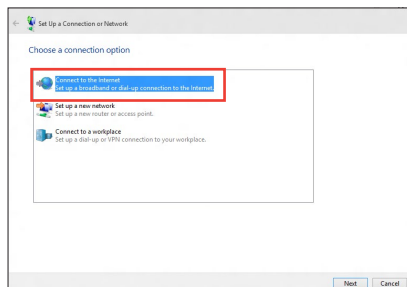 Set Up a Connection or Network
Choose a connection option
Connect to the Internet
Set up a broadband or dial-up connection to the Internet.
Set up a new network
Set up a new router or access point.
Connect to a workplace
Set up a dial-up or VPN connection to your workplace.
Next Cancel